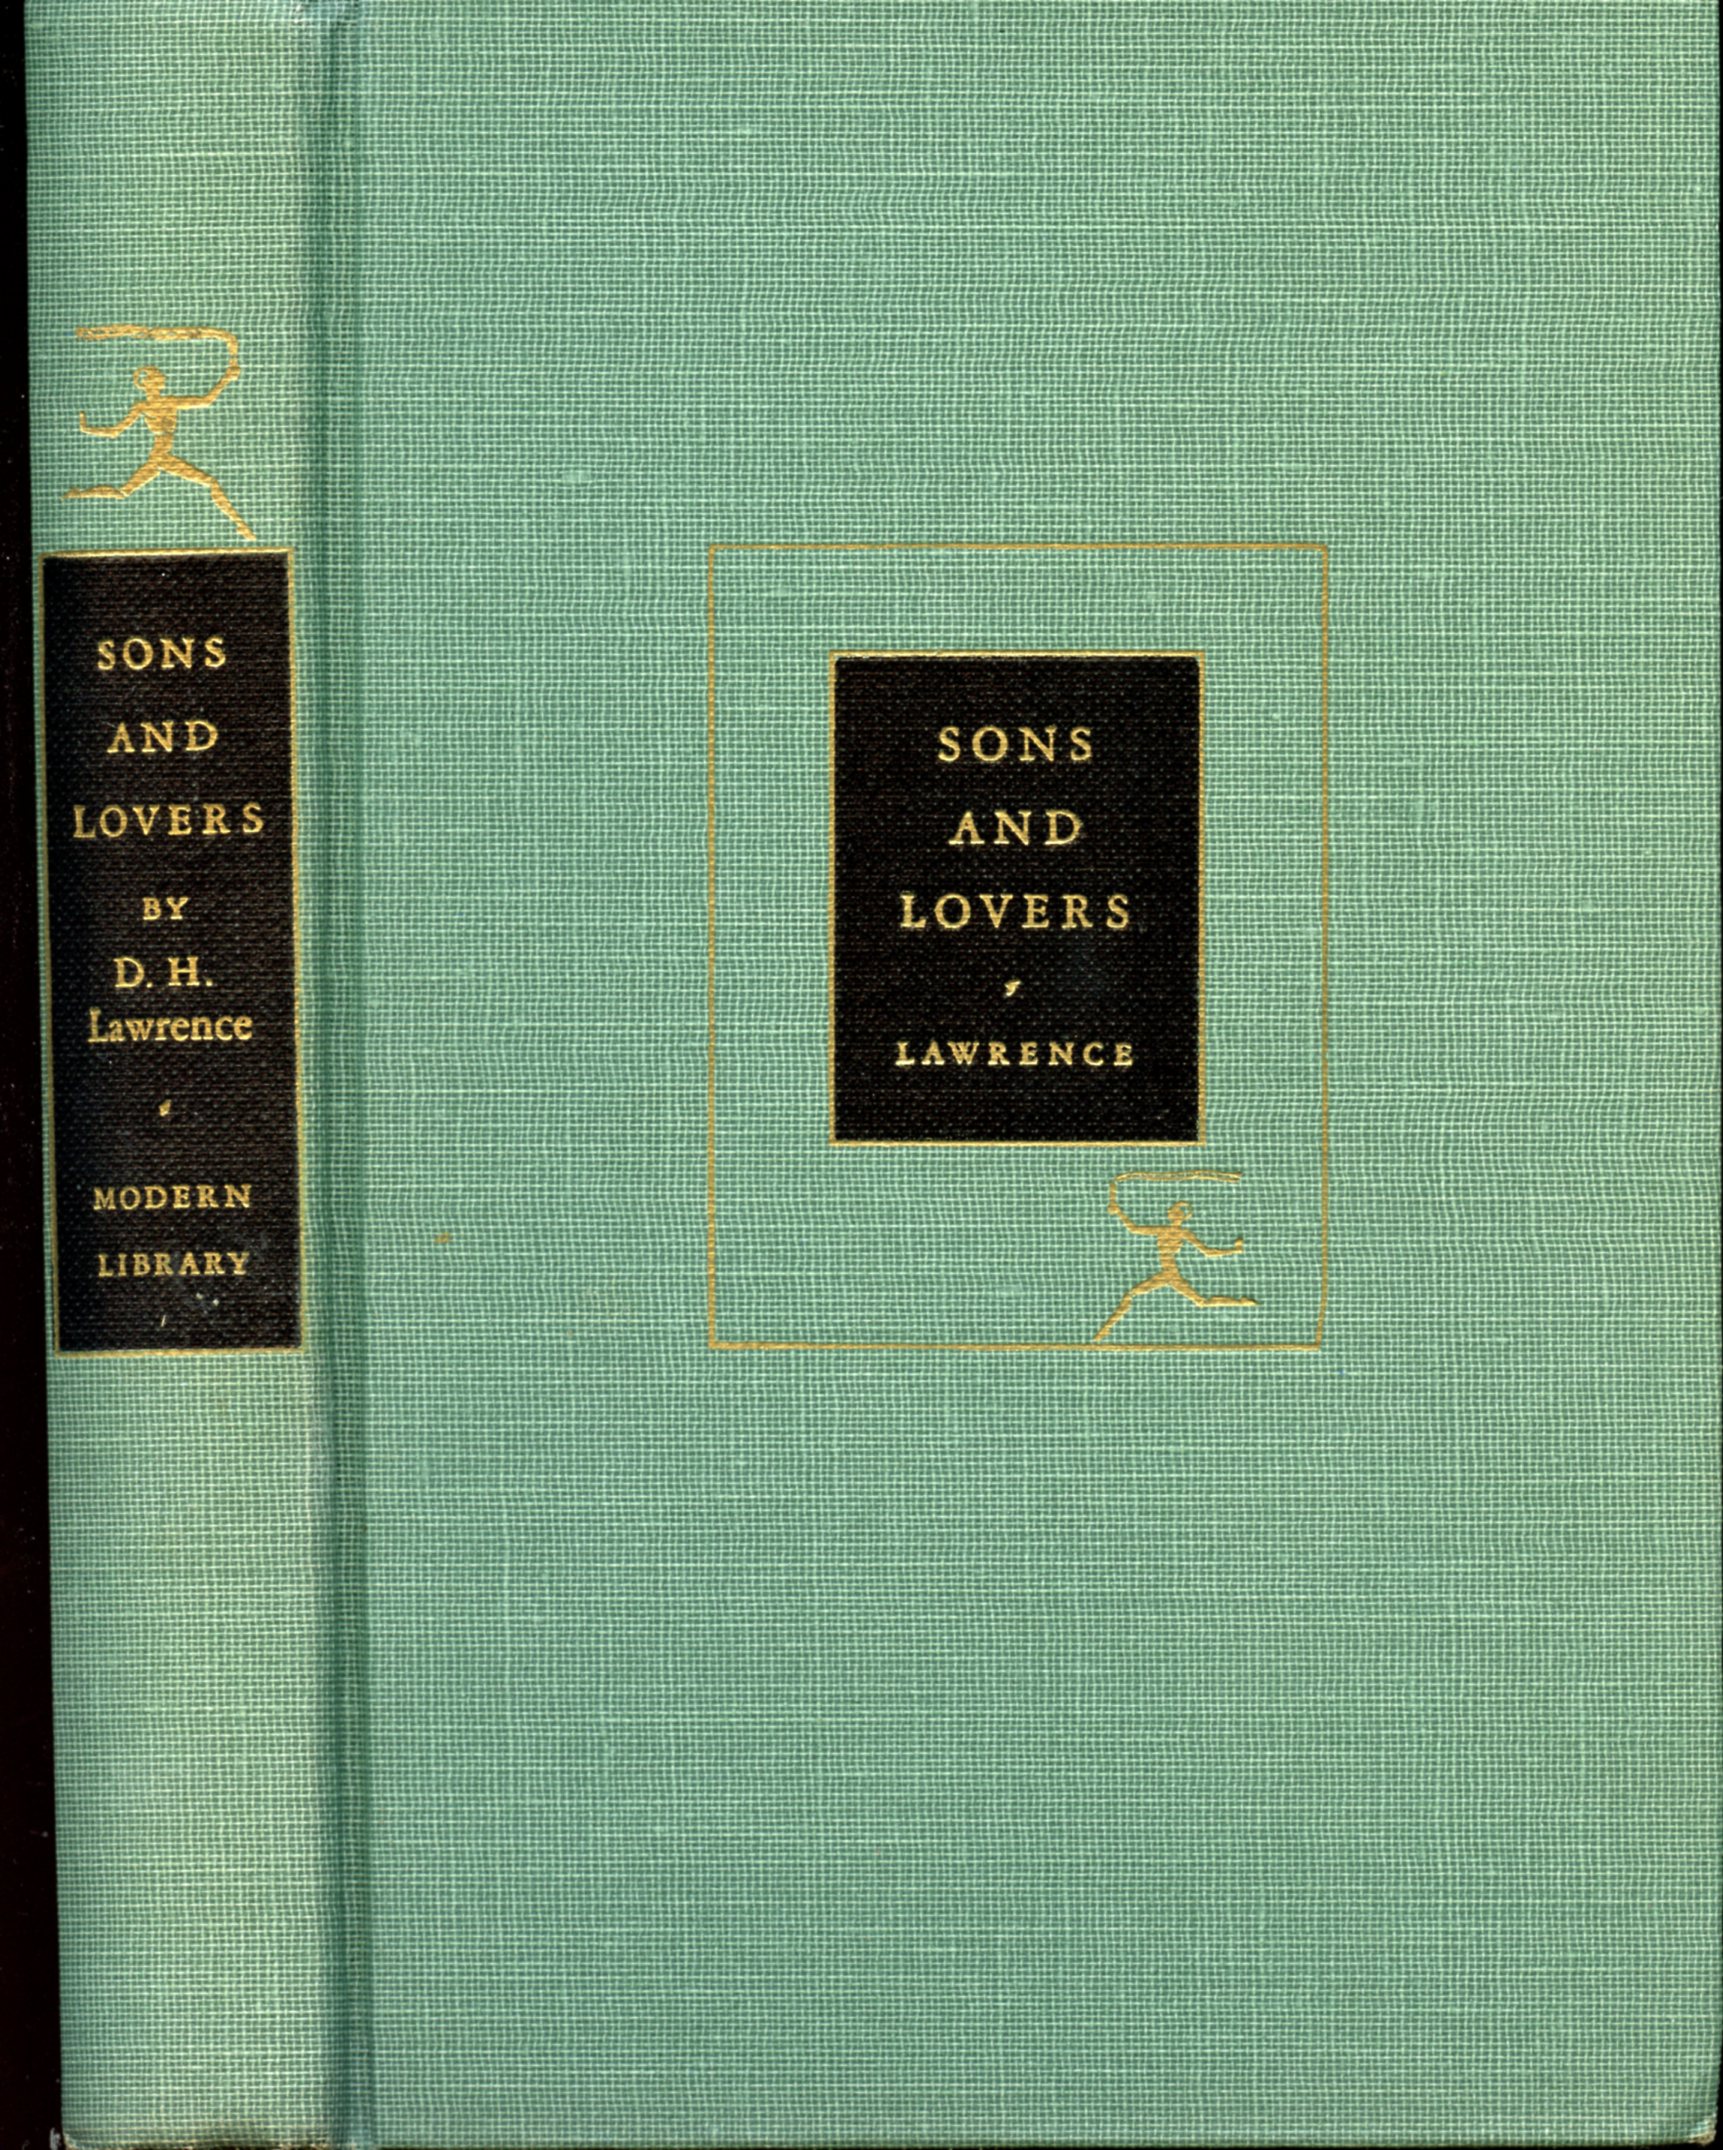 SONS
AND
LOVERS
BY
D. H.
Lawrence
MODERN
LIBRARY
SONS
AND
LOVERS
LAWRENCE